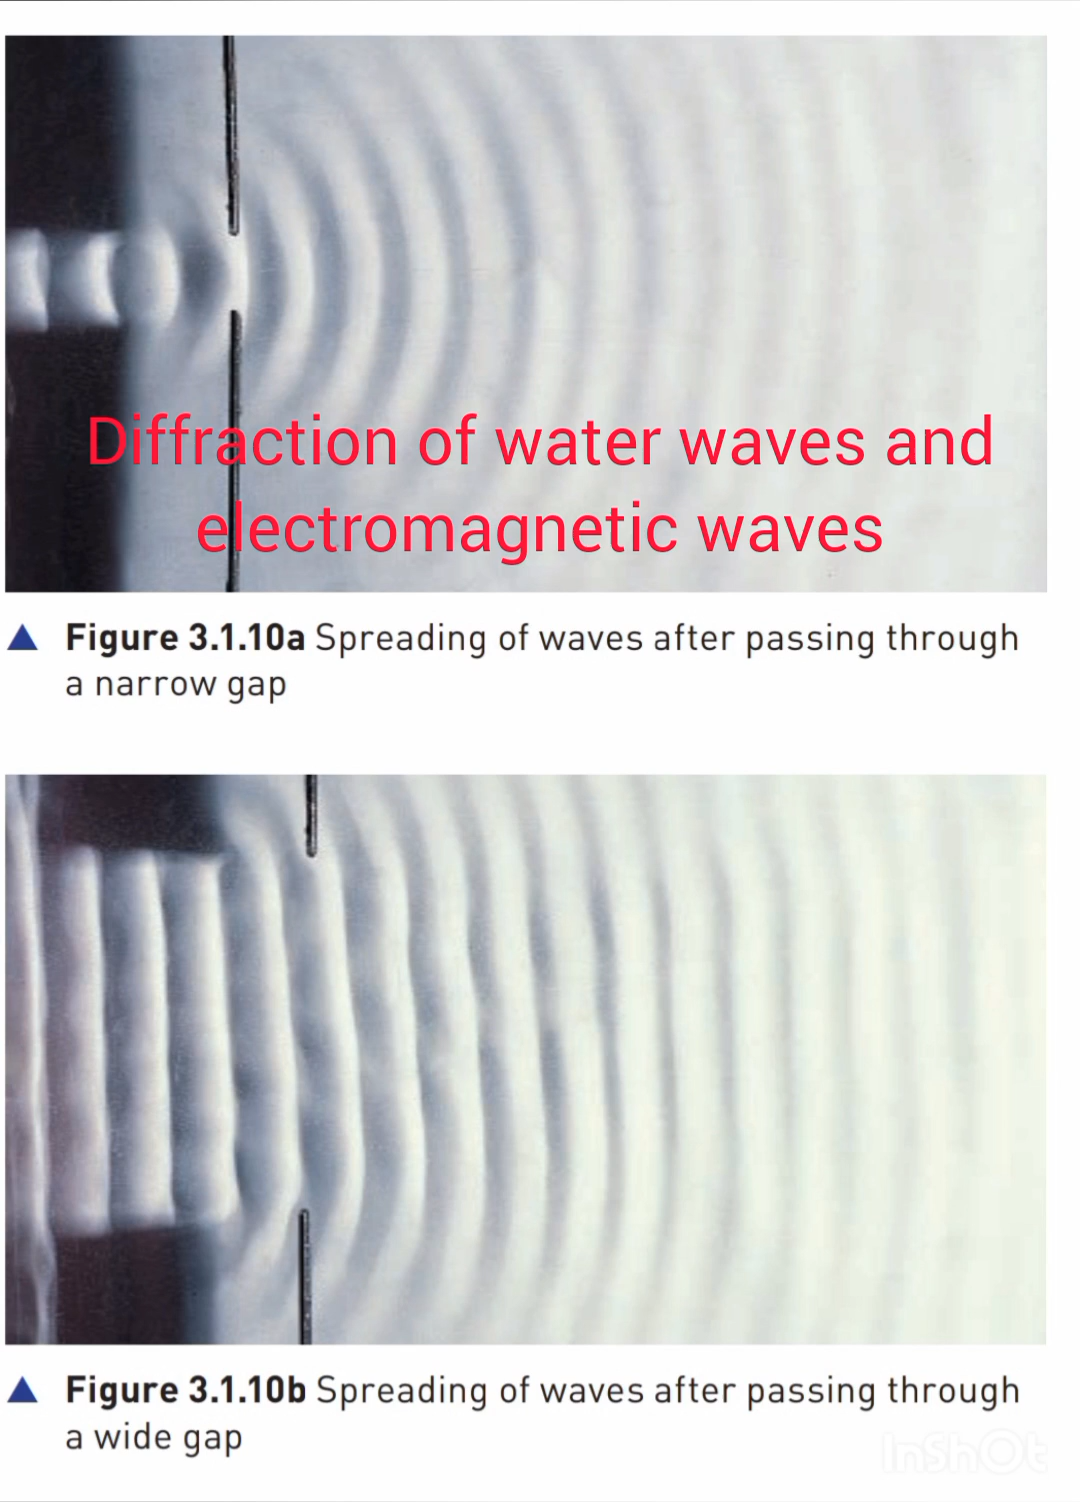 Diffraction of water waves and
electromagnetic waves
▲ Figure 3.1.10a Spreading of waves after passing through
a narrow gap
▲ Figure 3.1.10b Spreading of waves after passing through
a wide gap
InShOt